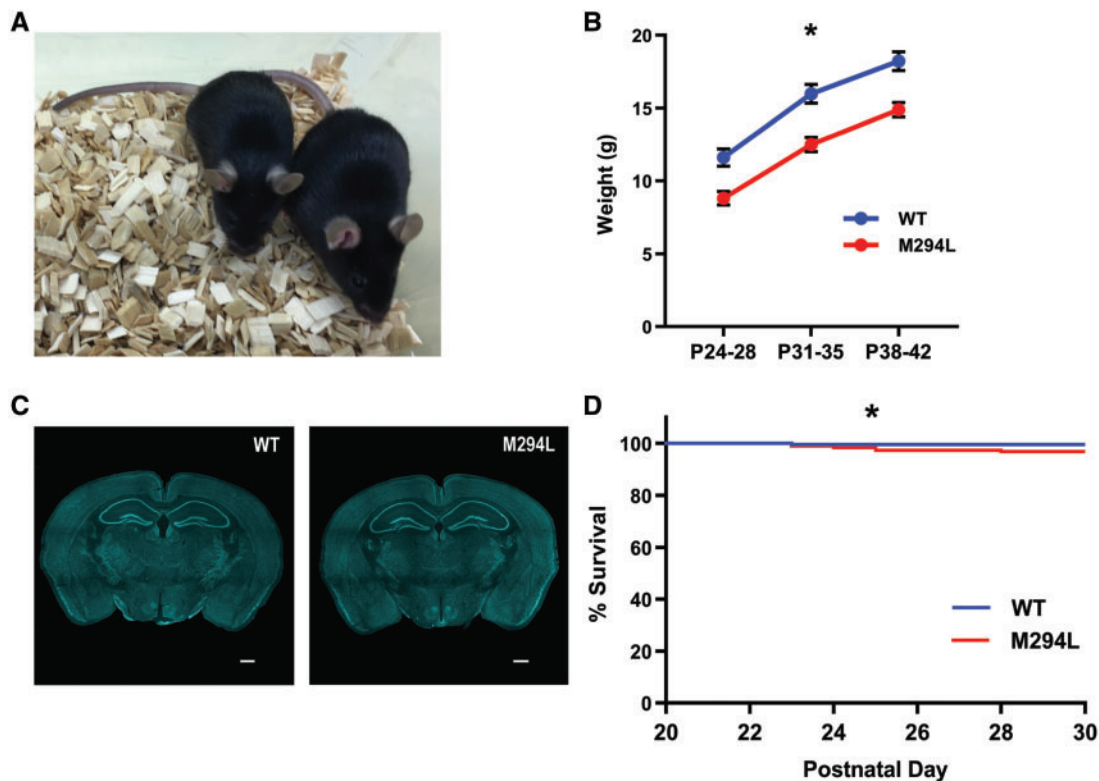 A
B
*
20
15
10
5
0
Weight (g)
WT
M294L
P24-28
P31-35
P38-42
C
WT
M294L
D
*
100
80
60
40
20
0
% Survival
WT
M294L
20
22
24
26
28
30
Postnatal Day